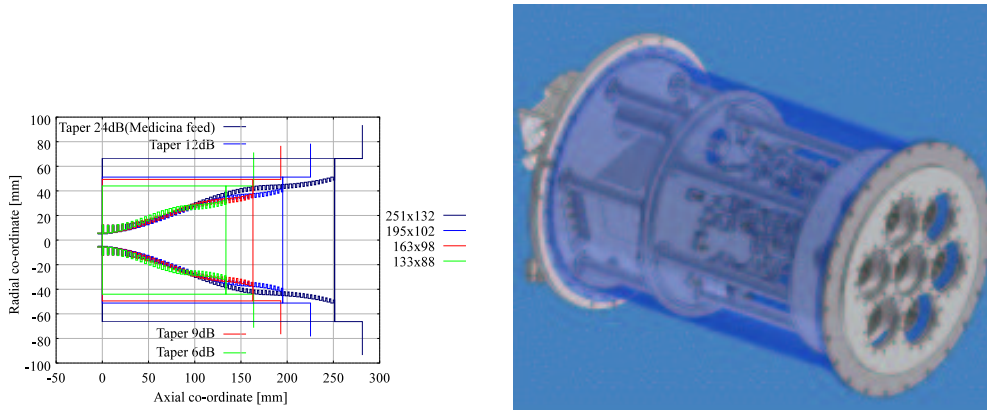 100
80
60
40
20
0
-20
-40
-60
-80
-100
Radial co-ordinate [mm]
Taper 24dB(Medicina feed)
Taper 12dB
251x132
195x102
163x98
133x88
Taper 9dB
Taper 6dB
-50 0 50 100 150 200 250 300
Axial co-ordinate [mm]